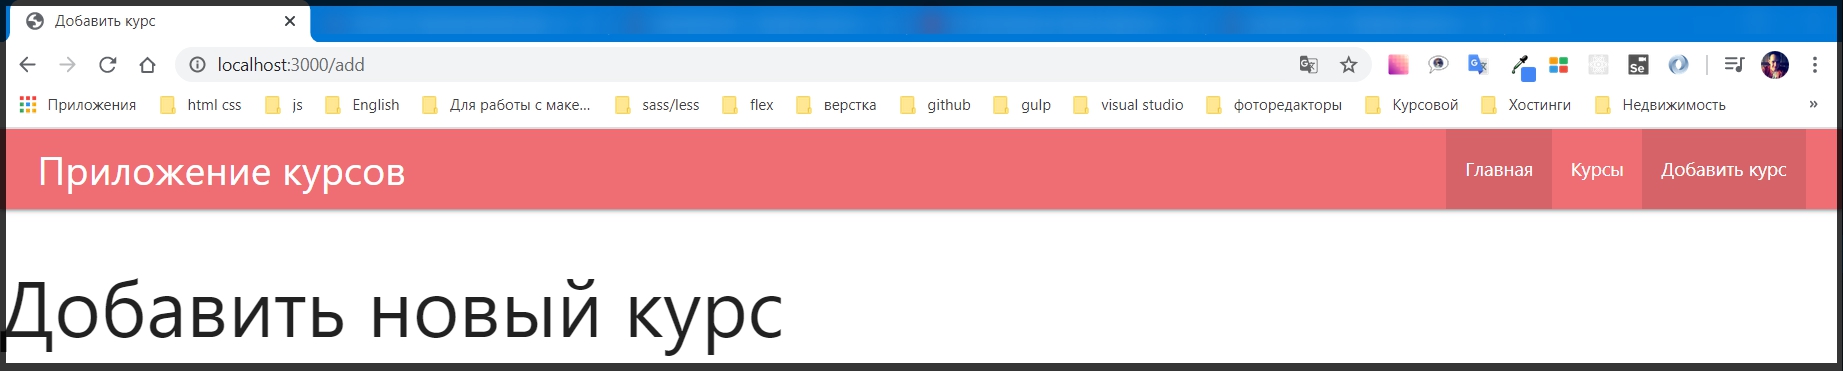 Добавить курс
localhost:3000/add
Приложения html css js English Для работы с маке... sass/less flex верстка github gulp visual studio фоторедакторы Курсовой Хостинги Недвижимость »
Приложение курсов Главная Курсы Добавить курс
Добавить новый курс